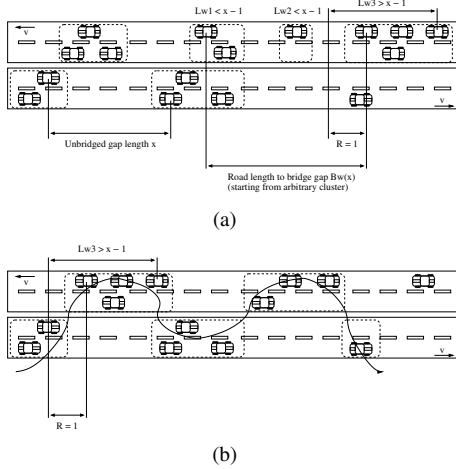 Lw1 < x − 1
Lw2 < x − 1
Lw3 > x − 1
v
v
Unbridged gap length x
R = 1
Road length to bridge gap Bw(x)
(starting from arbitrary cluster)
(a)
Lw3 > x − 1
v
v
R = 1
(b)